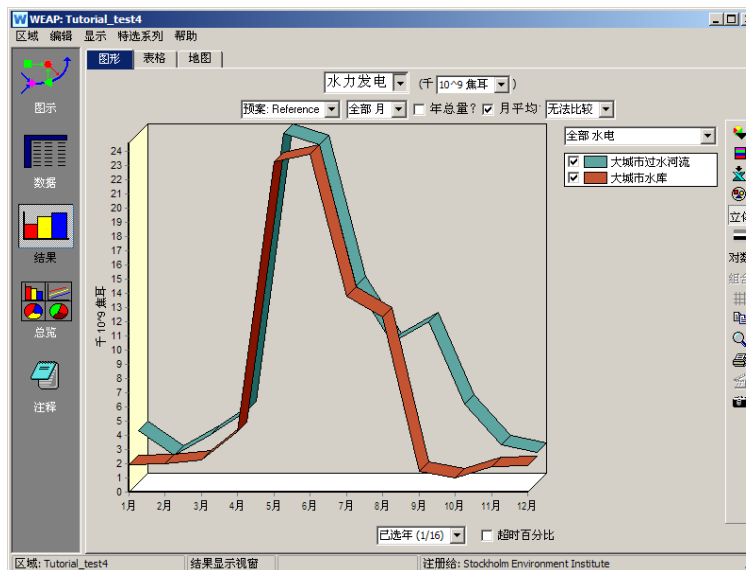 WEAP: Tutorial_test4
区域 编辑 显示 特选系列 帮助
图形 表格 地图
水力发电 (千 10^9 焦耳 )
预案: Reference 全部 月 年总量? 月平均 无法比较
图示
数据
结果
总览
注释
全部 水电
大城市过水河流
大城市水库
千 10^9 焦耳
24
23
22
21
20
19
18
17
16
15
14
13
12
11
10
9
8
7
6
5
4
3
2
1
0
1月 2月 3月 4月 5月 6月 7月 8月 9月 10月 11月 12月
对数
组合
已选年 (1/16) 超时百分比
区域: Tutorial_test4 结果显示视窗 注册给: Stockholm Environment Institute